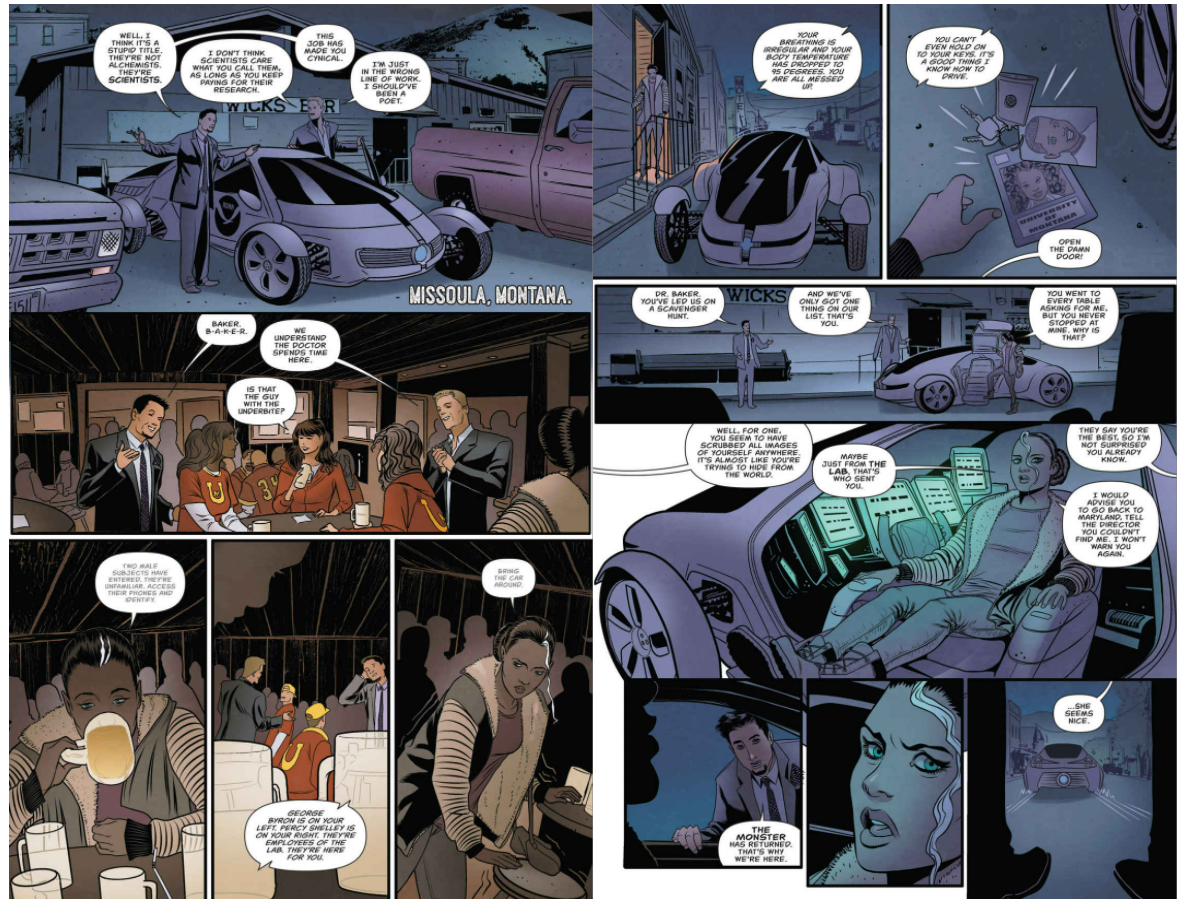 WELL, I
THINK IT'S A
STUPID TITLE.
THEY'RE NOT
ALCHEMISTS.
THEY'RE
SCIENTISTS.
I DON'T THINK
SCIENTISTS CARE
WHAT YOU CALL THEM,
AS LONG AS YOU KEEP
PAYING FOR THEIR
RESEARCH.
THIS
JOB HAS
MADE YOU
CYNICAL.
I'M JUST
IN THE WRONG
LINE OF WORK.
I SHOULD'VE
BEEN A
POET.
WICKS BAR
MISSOULA, MONTANA.
BAKER.
B-A-K-E-R.
WE
UNDERSTAND
THE DOCTOR
SPENDS TIME
HERE.
IS THAT
THE GUY
WITH THE
UNDERBITE?
34
U
TWO MALE
SUBJECTS HAVE
ENTERED. THEY'RE
UNFAMILIAR. ACCESS
THEIR PHONES AND
IDENTIFY.
U
GEORGE
BYRON IS ON YOUR
LEFT. PERCY SHELLEY IS
ON YOUR RIGHT. THEY'RE
EMPLOYEES OF THE
LAB. THEY'RE HERE
FOR YOU.
BRING
THE CAR
AROUND.
YOUR
BREATHING IS
IRREGULAR AND YOUR
BODY TEMPERATURE
HAS DROPPED TO
95 DEGREES. YOU
ARE ALL MESSED
UP.
YOU CAN'T
EVEN HOLD ON
TO YOUR KEYS. IT'S
A GOOD THING I
KNOW HOW TO
DRIVE.
UNIVERSITY
OF
MONTANA
OPEN
THE DAMN
DOOR!
DR. BAKER.
YOU'VE LED US ON
A SCAVENGER
HUNT.
WICKS
AND WE'VE
ONLY GOT ONE
THING ON OUR
LIST. THAT'S
YOU.
YOU WENT TO
EVERY TABLE
ASKING FOR ME,
BUT YOU NEVER
STOPPED AT
MINE. WHY IS
THAT?
WELL, FOR ONE,
YOU SEEM TO HAVE
SCRUBBED ALL IMAGES
OF YOURSELF ANYWHERE.
IT'S ALMOST LIKE YOU'RE
TRYING TO HIDE FROM
THE WORLD.
MAYBE
JUST FROM THE
LAB. THAT'S
WHO SENT
YOU.
THEY SAY YOU'RE
THE BEST, SO I'M
NOT SURPRISED
YOU ALREADY
KNOW.
I WOULD
ADVISE YOU
TO GO BACK TO
MARYLAND, TELL
THE DIRECTOR
YOU COULDN'T
FIND ME. I WON'T
WARN YOU
AGAIN.
THE
MONSTER
HAS RETURNED.
THAT'S WHY
WE'RE HERE.
...SHE
SEEMS
NICE.